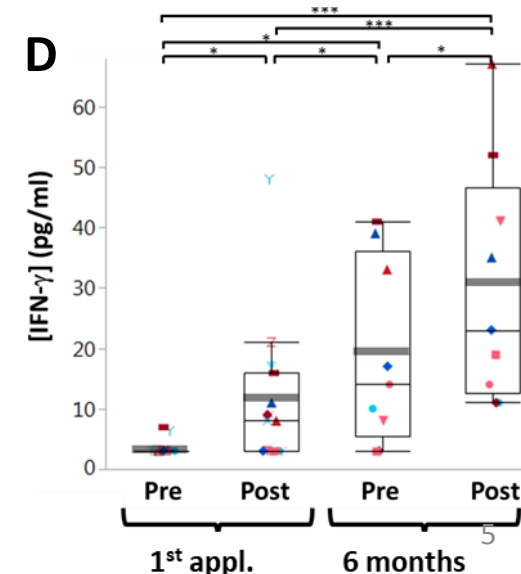 ***
***
*
* * *
D
[IFN-γ] (pg/ml)
60
50
40
30
20
10
0
Pre Post Pre Post
5
1st appl. 6 months